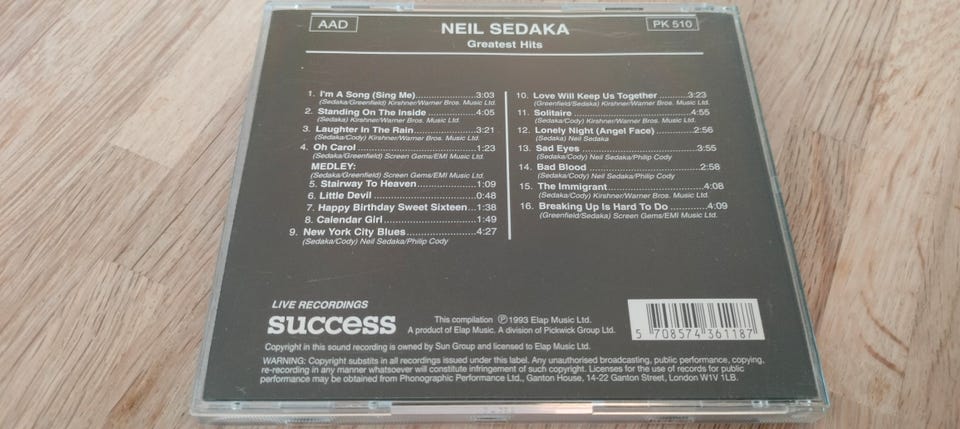 AAD
NEIL SEDAKA
PK 510
Greatest Hits
1. I'm A Song (Sing Me)..........3:03
(Sedaka/Greenfield) Kirshner/Warner Bros. Music Ltd.
2. Standing On The Inside..........4:05
(Sedaka) Kirshner/Warner Bros. Music Ltd.
3. Laughter In The Rain..........3:21
(Sedaka/Cody) Kirshner/Warner Bros. Music Ltd.
4. Oh Carol..........1:23
(Sedaka/Greenfield) Screen Gems/EMI Music Ltd.
MEDLEY:
(Sedaka/Greenfield) Screen Gems/EMI Music Ltd.
5. Stairway To Heaven..........1:09
6. Little Devil..........0:48
7. Happy Birthday Sweet Sixteen...1:38
8. Calendar Girl..........1:49
9. New York City Blues..........4:27
(Sedaka/Cody) Neil Sedaka/Philip Cody
10. Love Will Keep Us Together..........3:23
(Greenfield/Sedaka) Kirshner/Warner Bros. Music Ltd.
11. Solitaire..........4:55
(Sedaka/Cody) Kirshner/Warner Bros. Music Ltd.
12. Lonely Night (Angel Face)..........2:56
(Sedaka) Neil Sedaka
13. Sad Eyes..........3:55
(Sedaka/Cody) Neil Sedaka/Philip Cody
14. Bad Blood..........2:58
(Sedaka/Cody) Neil Sedaka/Philip Cody
15. The Immigrant..........4:08
(Sedaka/Cody) Kirshner/Warner Bros. Music Ltd.
16. Breaking Up Is Hard To Do..........4:09
(Greenfield/Sedaka) Screen Gems/EMI Music Ltd.
LIVE RECORDINGS
success
This compilation ℗ 1993 Elap Music Ltd.
A product of Elap Music. A division of Pickwick Group Ltd.
5 708574 361187
Copyright in this sound recording is owned by Sun Group and licensed to Elap Music Ltd.
WARNING: Copyright substits in all recordings issued under this label. Any unauthorised broadcasting, public performance, copying,
re-recording in any manner whatsoever will constitute infringement of such copyright. Licenses for the use of records for public
performance may be obtained from Phonographic Performance Ltd., Ganton House, 14-22 Ganton Street, London W1V 1LB.